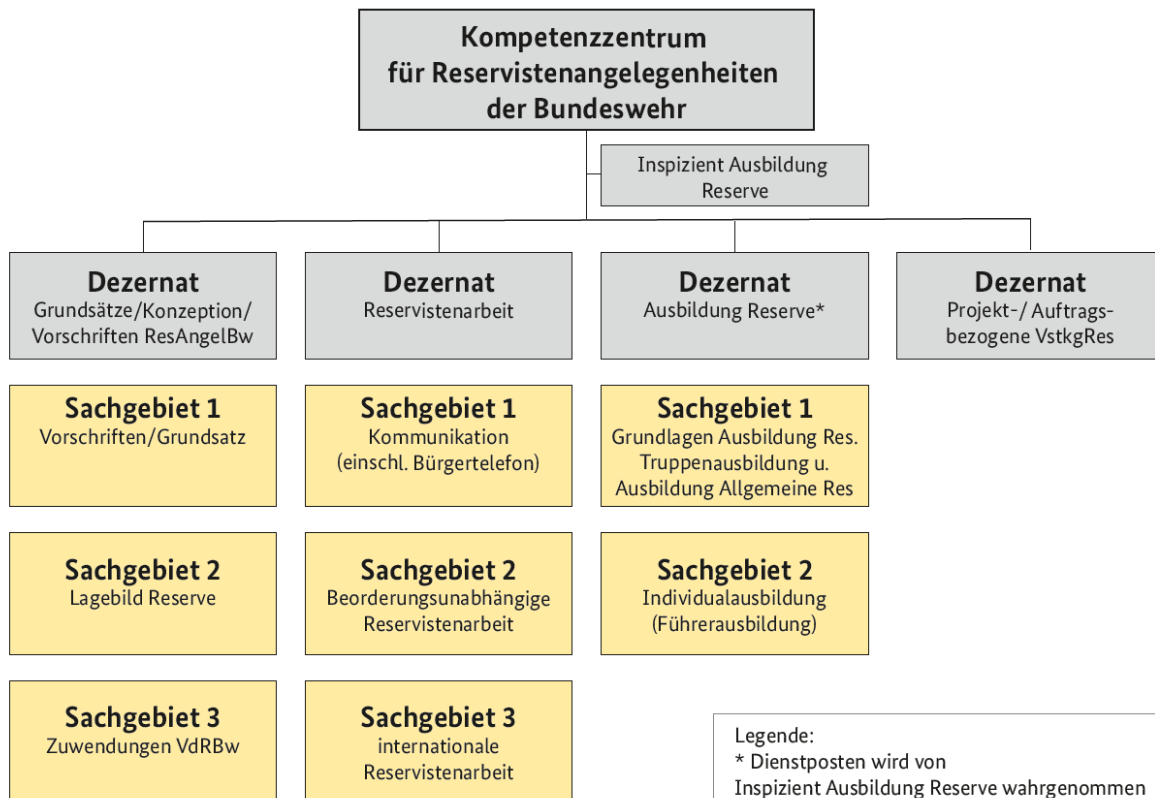 Kompetenzzentrum
für Reservistenangelegenheiten
der Bundeswehr
Inspizient Ausbildung
Reserve
Dezernat
Grundsätze/Konzeption/
Vorschriften ResAngelBw
Dezernat
Reservistenarbeit
Dezernat
Ausbildung Reserve*
Dezernat
Projekt-/ Auftrags-
bezogene VstkgRes
Sachgebiet 1
Vorschriften/Grundsatz
Sachgebiet 1
Kommunikation
(einschl. Bürgertelefon)
Sachgebiet 1
Grundlagen Ausbildung Res.
Truppenausbildung u.
Ausbildung Allgemeine Res
Sachgebiet 2
Lagebild Reserve
Sachgebiet 2
Beorderungsunabhängige
Reservistenarbeit
Sachgebiet 2
Individualausbildung
(Führerausbildung)
Sachgebiet 3
Zuwendungen VdRBw
Sachgebiet 3
internationale
Reservistenarbeit
Legende:
* Dienstposten wird von
Inspizient Ausbildung Reserve wahrgenommen